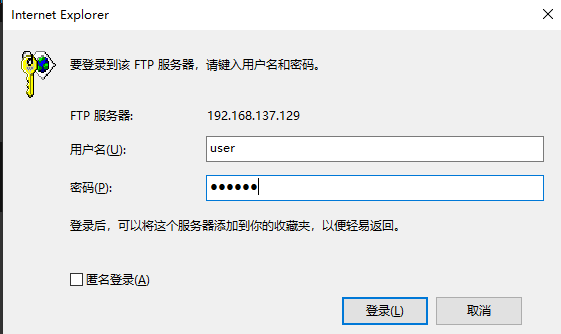 Internet Explorer
要登录到该 FTP 服务器，请键入用户名和密码。
FTP 服务器: 192.168.137.129
用户名(U): user
密码(P): ●●●●●●
登录后，可以将这个服务器添加到你的收藏夹，以便轻易返回。
匿名登录(A)
登录(L) 取消